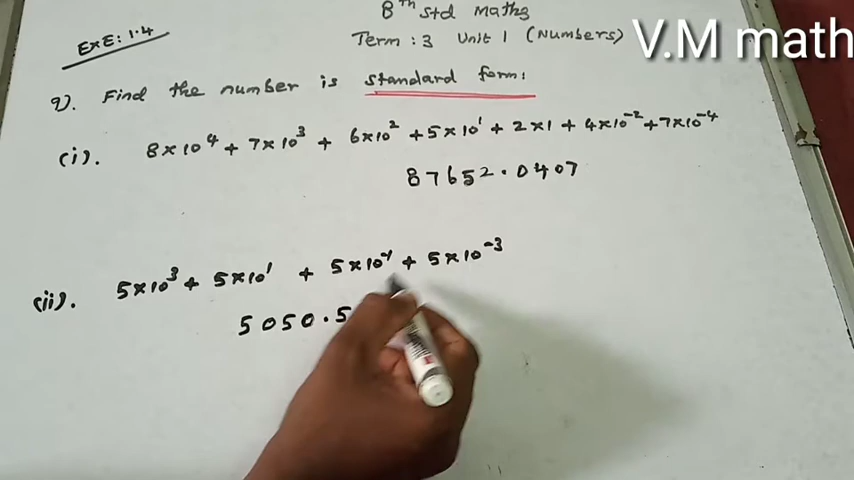 8th std Maths
ExE: 1.4
Term : 3 Unit 1 (Numbers)
V.M math
9). Find the number is standard form:
(i). 8×10⁴ + 7×10³ + 6×10² + 5×10¹ + 2×1 + 4×10⁻² + 7×10⁻⁴
87652.0407
(ii). 5×10³ + 5×10¹ + 5×10⁻¹ + 5×10⁻³
5050.5